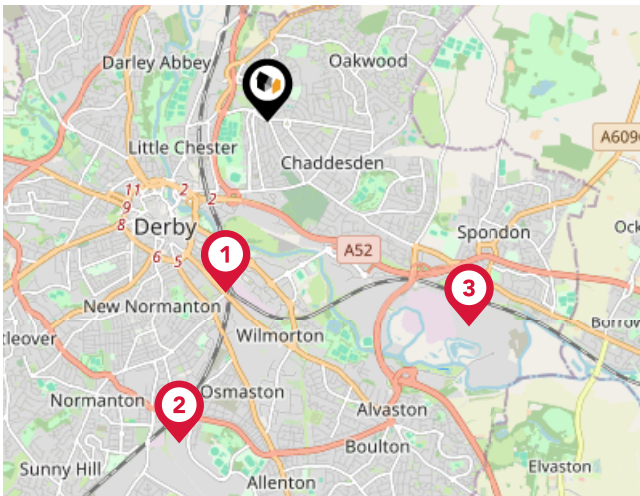 Darley Abbey
Oakwood
A609
Little Chester
Chaddesden
11
2
2
9
8
Derby
Spondon
Ock
1
A52
6
5
3
New Normanton
Borrow
tleover
Wilmorton
Normanton
2
Osmaston
Alvaston
Boulton
Sunny Hill
Elvaston
Allenton